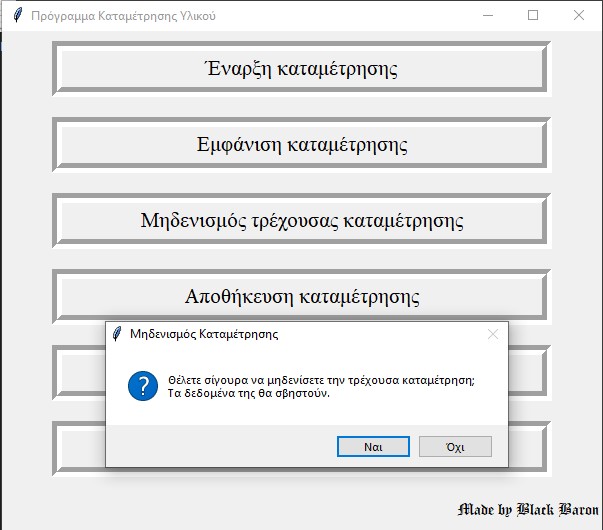 Πρόγραμμα Καταμέτρησης Υλικού
Έναρξη καταμέτρησης
Εμφάνιση καταμέτρησης
Μηδενισμός τρέχουσας καταμέτρησης
Αποθήκευση καταμέτρησης
Μηδενισμός Καταμέτρησης
Θέλετε σίγουρα να μηδενίσετε την τρέχουσα καταμέτρηση;
Τα δεδομένα της θα σβηστούν.
Ναι
Όχι
Made by Black Baron